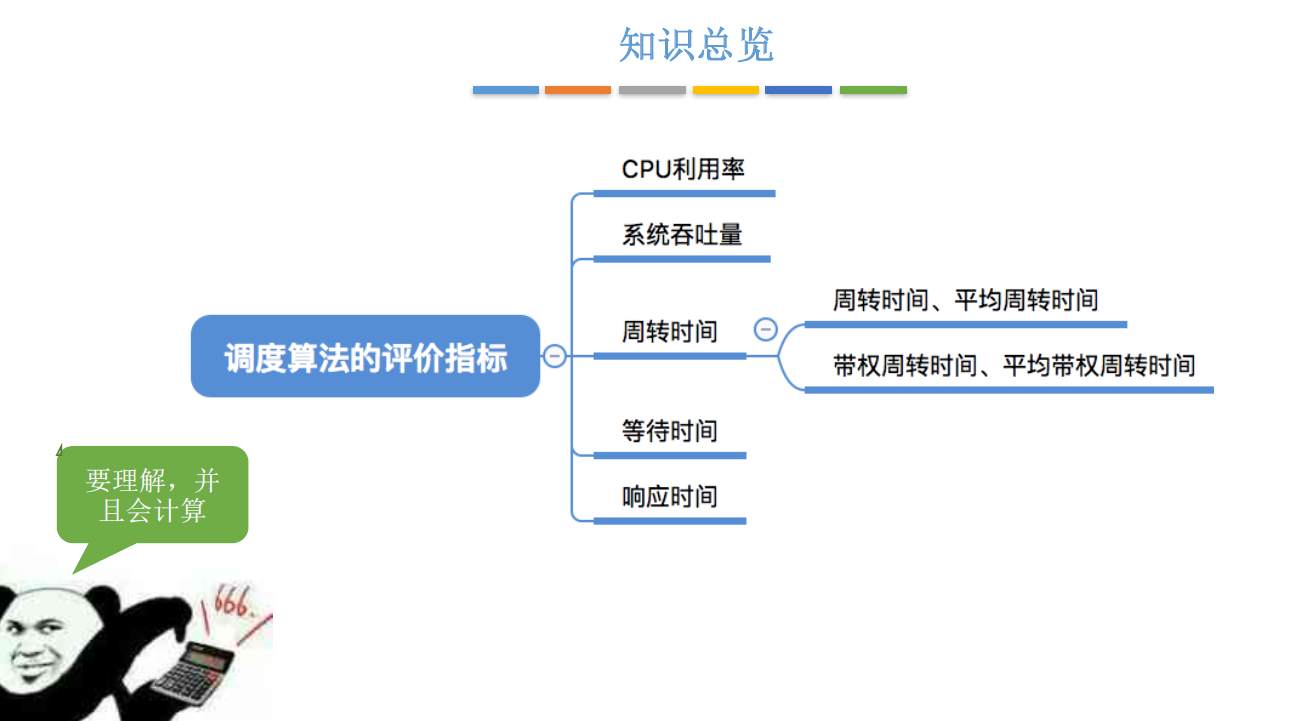 知识总览
CPU利用率
系统吞吐量
周转时间、平均周转时间
周转时间
带权周转时间、平均带权周转时间
调度算法的评价指标
等待时间
响应时间
要理解，并
且会计算
666.